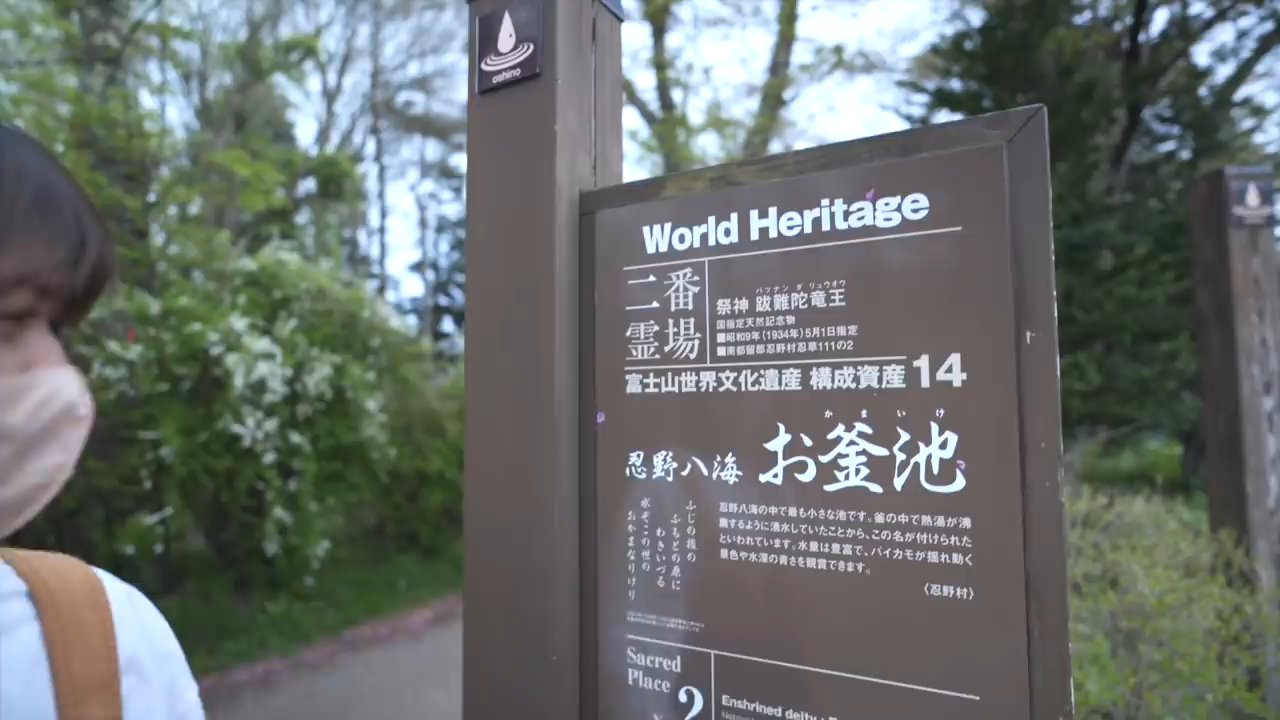 oshino
World Heritage
二番
霊場
バツナン ダ リュウオウ
祭神 跋難陀竜王
国指定天然記念物
■昭和9年(1934年)5月1日指定
■南都留郡忍野村忍草111の2
富士山世界文化遺産 構成資産 14
かまいけ
忍野八海 お釜池
ふじの根の
ふもとの原に
わきいづる
水ぞこの世の
おやまなりけり
忍野八海の中で最も小さな池です。釜の中で熱湯が沸
騰するように湧水していたことから、この名が付けられた
といわれています。水量は豊富で、バイカモが揺れ動く
景色や水深の青さを観賞できます。
〈忍野村〉
Sacred
Place 2
Enshrined deity :